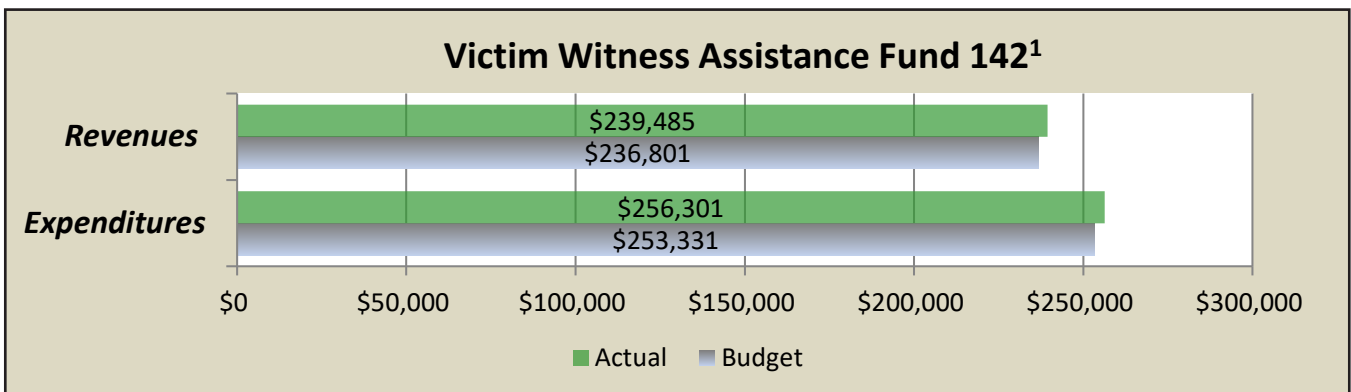 Victim Witness Assistance Fund 142¹
Revenues
$239,485
$236,801
Expenditures
$256,301
$253,331
$0 $50,000 $100,000 $150,000 $200,000 $250,000 $300,000
Actual Budget